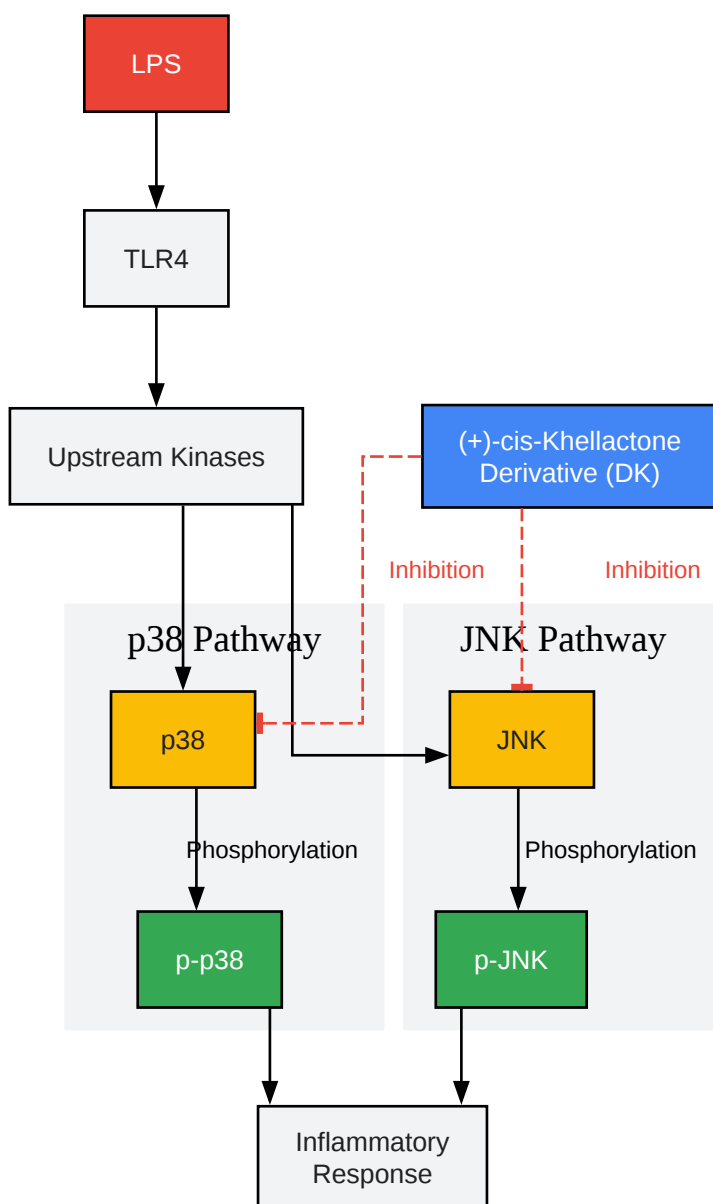 LPS
TLR4
Upstream Kinases
(+)-cis-Khellactone
Derivative (DK)
Inhibition
Inhibition
p38 Pathway
JNK Pathway
p38
JNK
Phosphorylation
Phosphorylation
p-p38
p-JNK
Inflammatory
Response